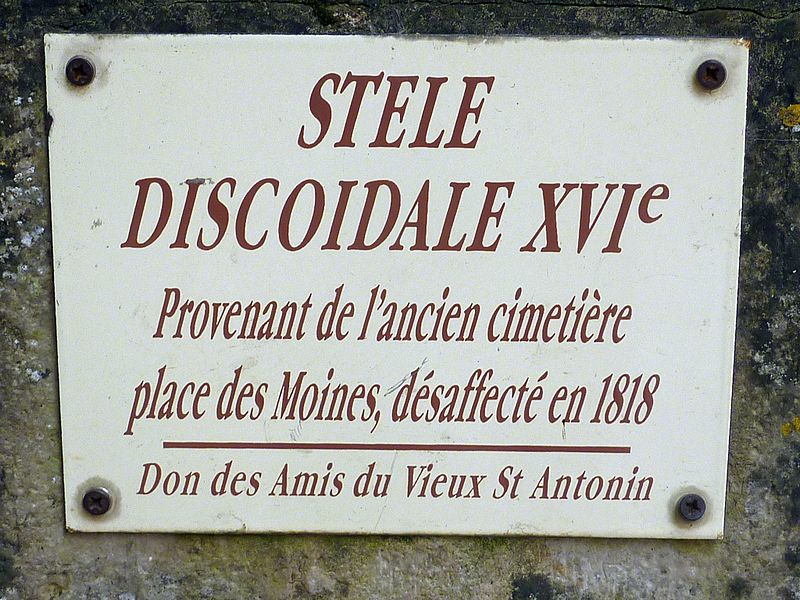 STELE
DISCOIDALE XVIe
Provenant de l'ancien cimetière
place des Moines, désaffecté en 1818
Don des Amis du Vieux St Antonin